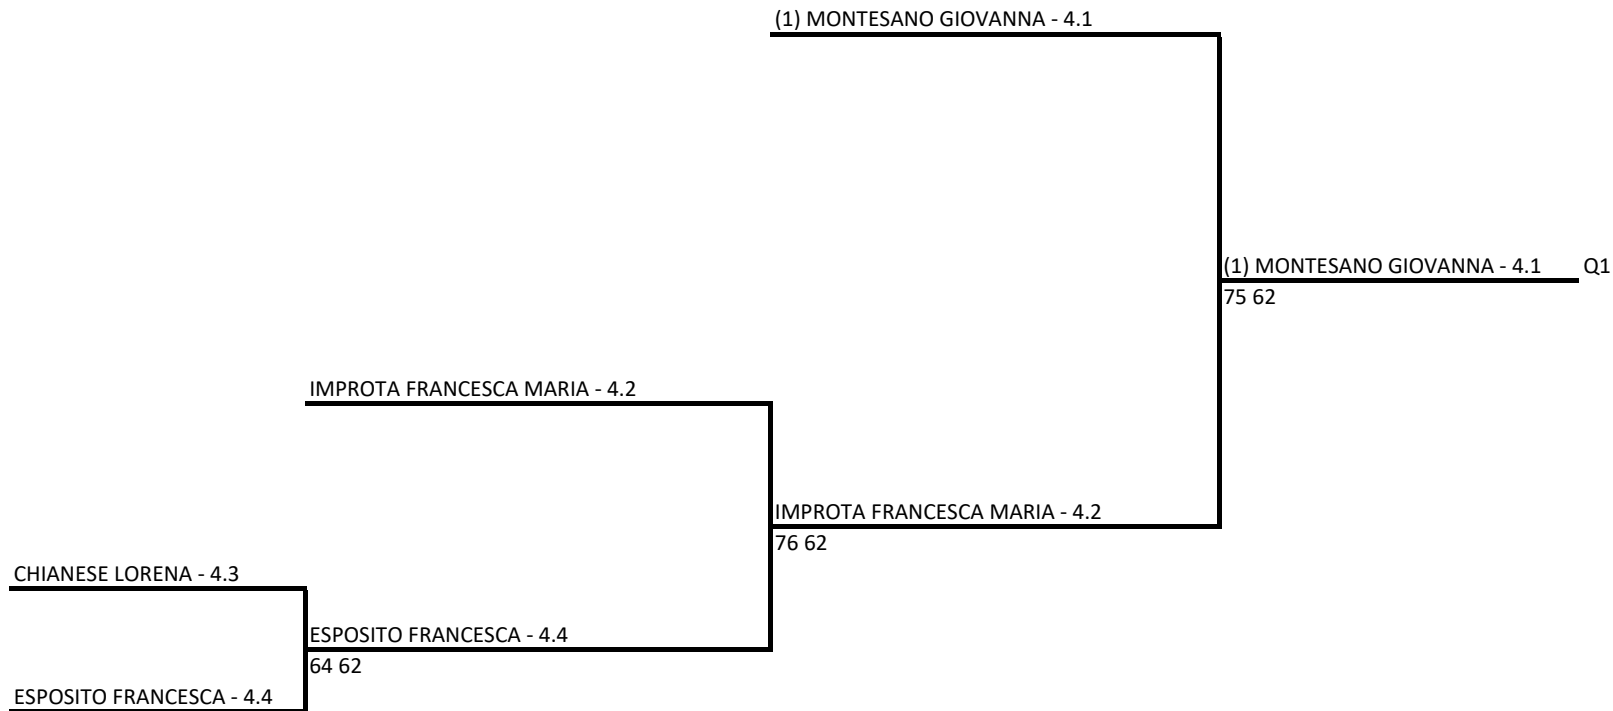 (1) MONTESANO GIOVANNA - 4.1
(1) MONTESANO GIOVANNA - 4.1 Q1
75 62
IMPROTA FRANCESCA MARIA - 4.2
IMPROTA FRANCESCA MARIA - 4.2
76 62
CHIANESE LORENA - 4.3
ESPOSITO FRANCESCA - 4.4
64 62
ESPOSITO FRANCESCA - 4.4